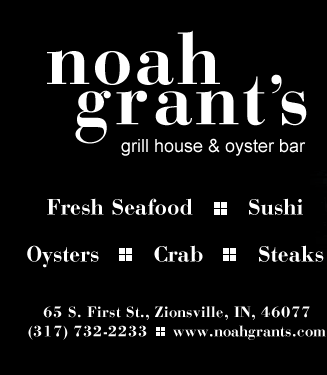 noah
grant's
grill house & oyster bar
Fresh Seafood Sushi
Oysters Crab Steaks
65 S. First St., Zionsville, IN, 46077
(317) 732-2233 www.noahgrants.com